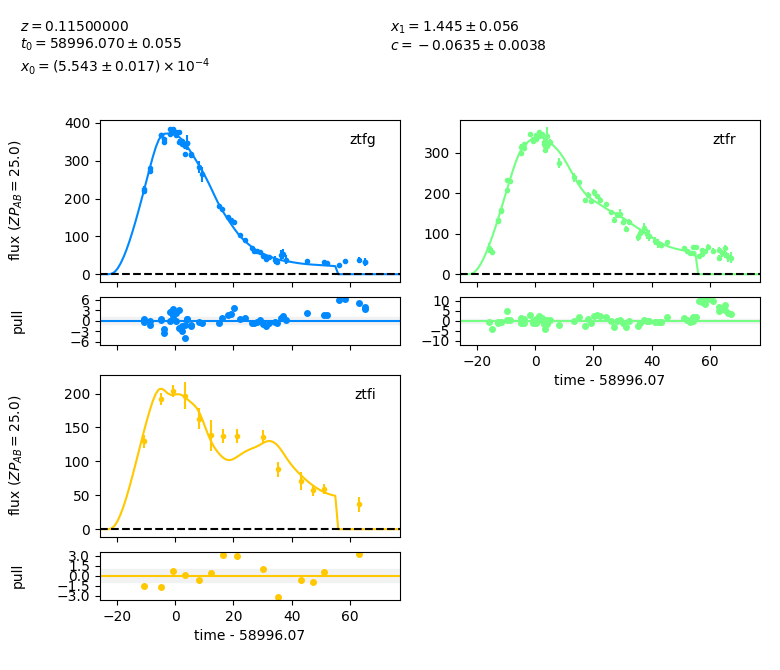 z = 0.11500000
t₀ = 58996.070 ± 0.055
x₀ = (5.543 ± 0.017) × 10⁻⁴
x₁ = 1.445 ± 0.056
c = −0.0635 ± 0.0038
flux (ZP_AB = 25.0)
400
300
200
100
0
ztfg
pull
6
3
0
−3
−6
300
200
100
0
ztfr
10
5
0
−5
−10
−20 0 20 40 60
time - 58996.07
flux (ZP_AB = 25.0)
200
150
100
50
0
ztfi
pull
3.0
1.5
0.0
−1.5
−3.0
−20 0 20 40 60
time - 58996.07